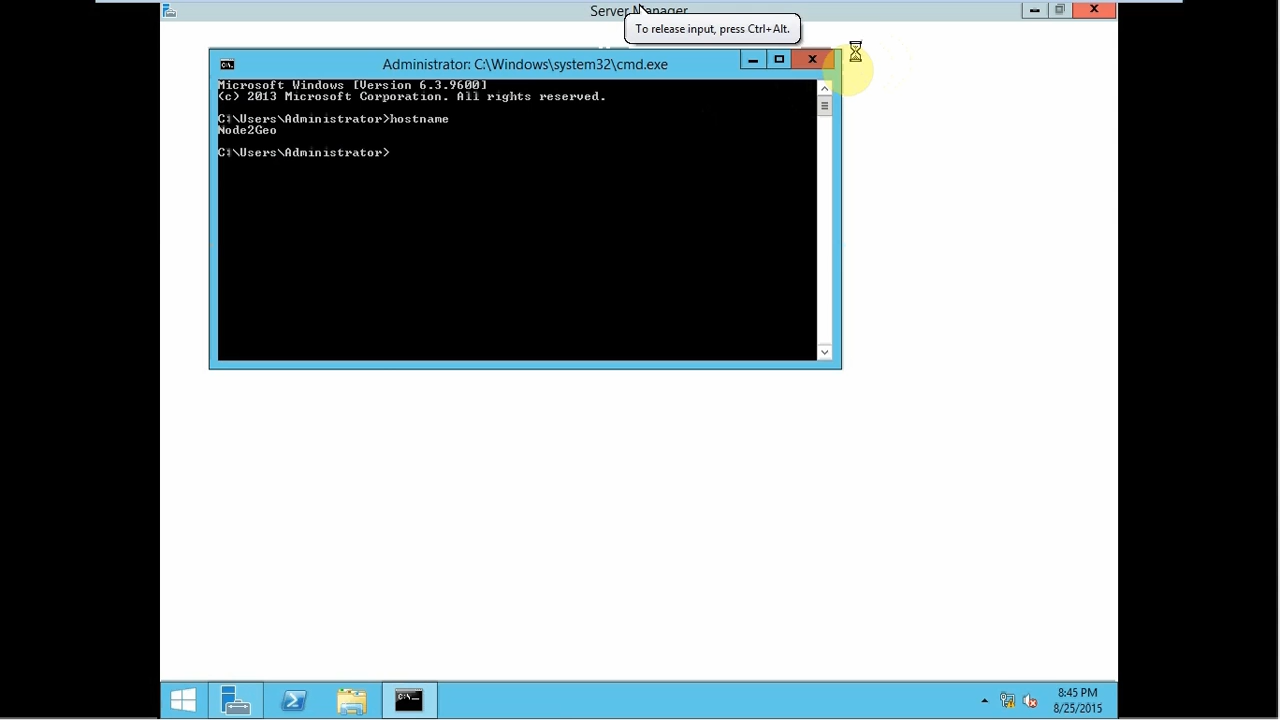 Server Manager
To release input, press Ctrl+Alt.
Administrator: C:\Windows\system32\cmd.exe
Microsoft Windows [Version 6.3.9600]
(c) 2013 Microsoft Corporation. All rights reserved.
C:\Users\Administrator>hostname
Node2Geo
C:\Users\Administrator>
8:45 PM
8/25/2015